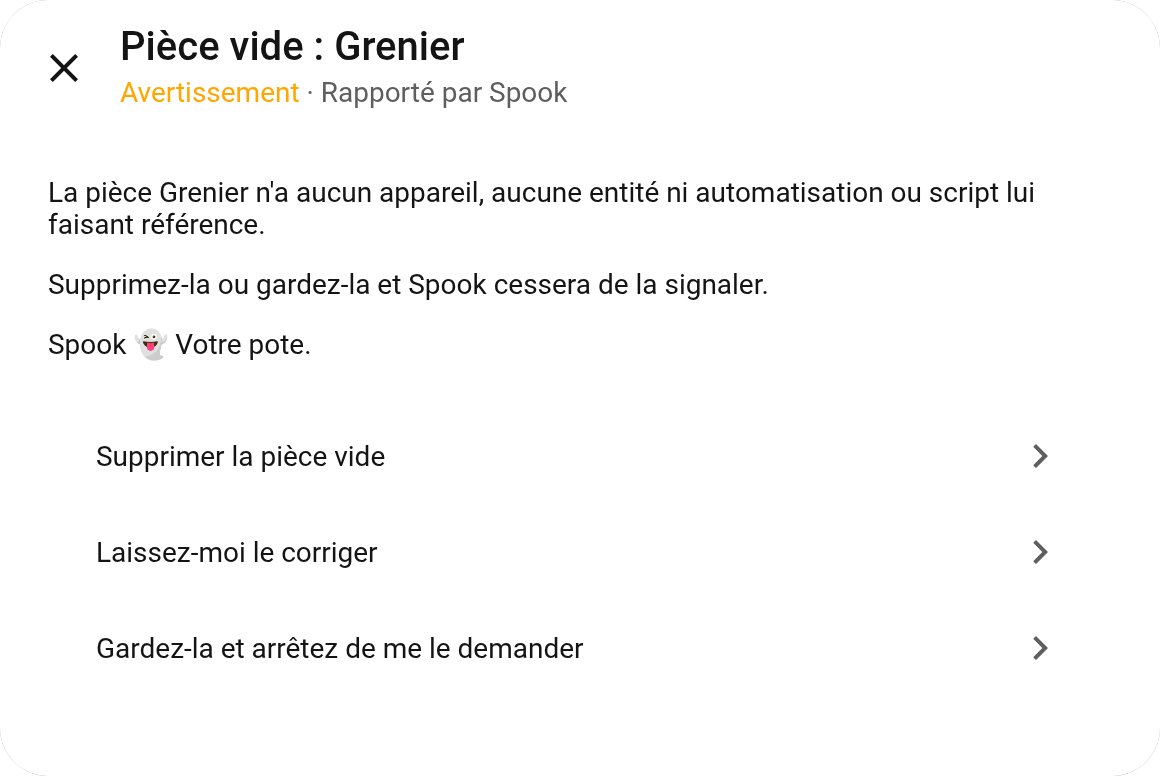 Pièce vide : Grenier
Avertissement · Rapporté par Spook
La pièce Grenier n'a aucun appareil, aucune entité ni automatisation ou script lui
faisant référence.
Supprimez-la ou gardez-la et Spook cessera de la signaler.
Spook 👻 Votre pote.
Supprimer la pièce vide
Laissez-moi le corriger
Gardez-la et arrêtez de me le demander